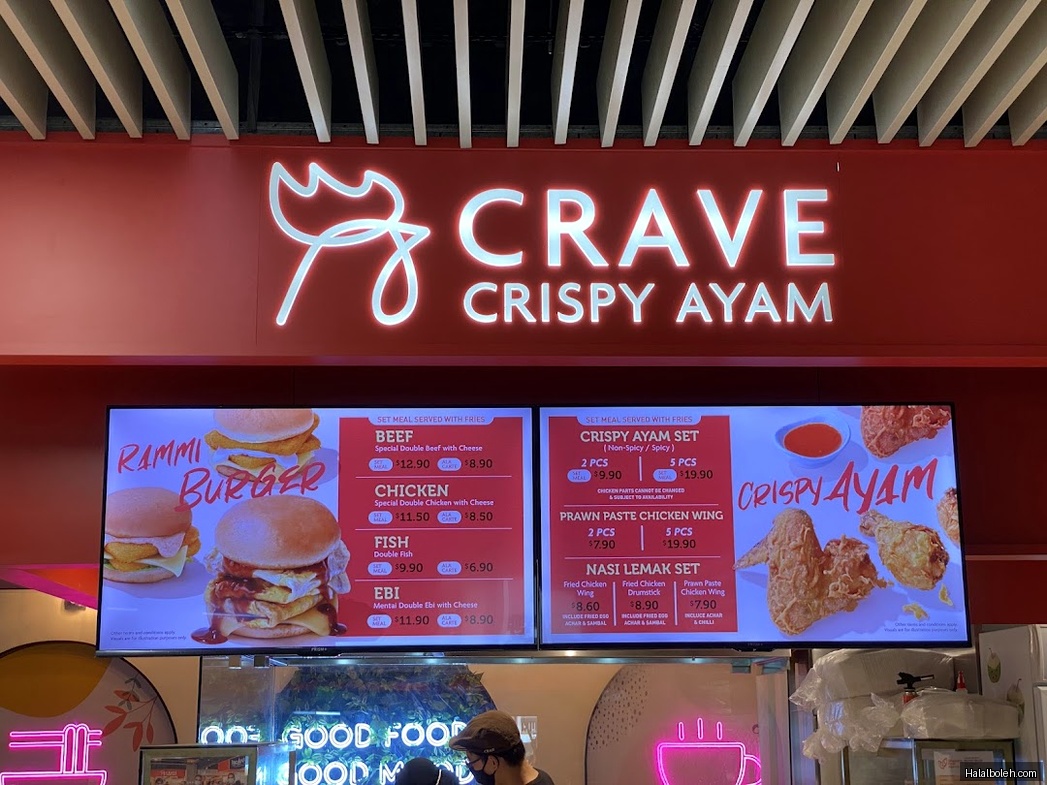 CRAVE
CRISPY AYAM
RAMMI
BURGER
SET MEAL SERVED WITH FRIES
BEEF
Special Double Beef with Cheese
SET MEAL $12.90 ALA CARTE $8.90
CHICKEN
Special Double Chicken with Cheese
SET MEAL $11.50 ALA CARTE $8.50
FISH
Double Fish
SET MEAL $9.90 ALA CARTE $6.90
EBI
Mentai Double Ebi with Cheese
SET MEAL $11.90 ALA CARTE $8.90
SET MEAL SERVED WITH FRIES
CRISPY AYAM SET
( Non-Spicy / Spicy )
2 PCS 5 PCS
SET MEAL $9.90 SET MEAL $19.90
CHICKEN PARTS CANNOT BE CHANGED
& SUBJECT TO AVAILABILITY
PRAWN PASTE CHICKEN WING
2 PCS 5 PCS
$7.90 $19.90
NASI LEMAK SET
Fried Chicken Wing
$8.60
INCLUDE FRIED EGG
ACHAR & SAMBAL
Fried Chicken Drumstick
$8.90
INCLUDE FRIED EGG
ACHAR & SAMBAL
Prawn Paste Chicken Wing
$7.90
INCLUDE ACHAR
& CHILLI
CRISPY AYAM
PRISM+
GOOD FOOD
GOOD MOOD
Halalboleh.com